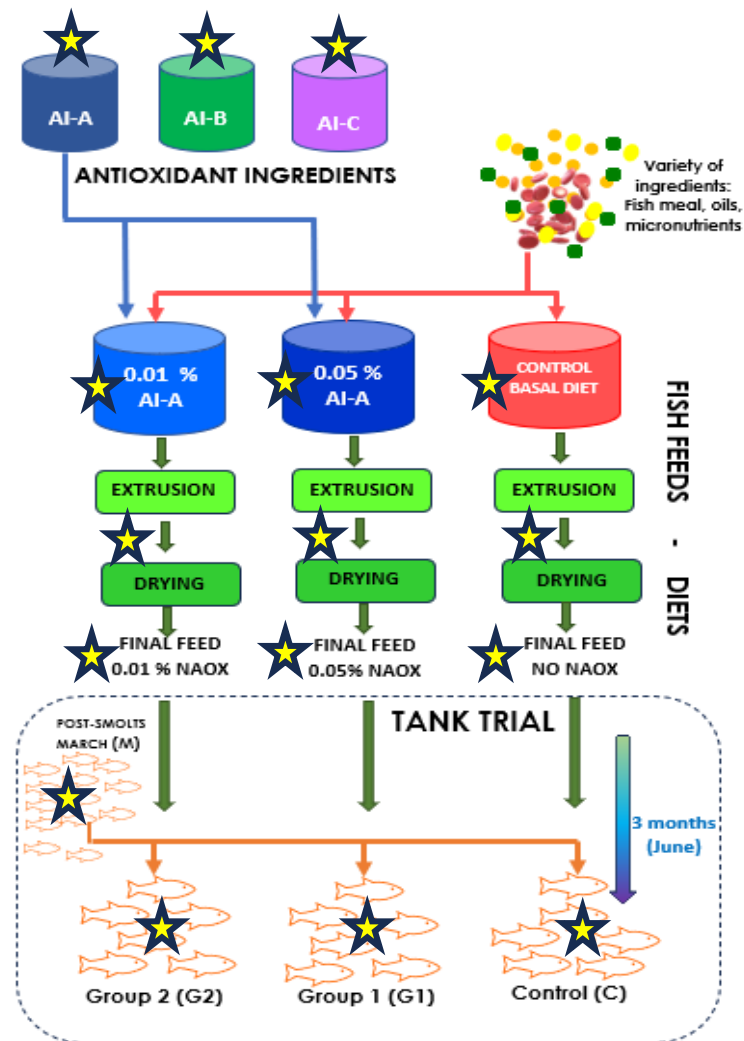 AI-A
AI-B
AI-C
ANTIOXIDANT INGREDIENTS
Variety of
ingredients:
Fish meal, oils,
micronutrients
0.01 %
AI-A
0.05 %
AI-A
CONTROL
BASAL DIET
EXTRUSION
EXTRUSION
EXTRUSION
DRYING
DRYING
DRYING
FISH FEEDS - DIETS
FINAL FEED
0.01 % NAOX
FINAL FEED
0.05% NAOX
FINAL FEED
NO NAOX
TANK TRIAL
POST-SMOLTS
MARCH (M)
3 months
(June)
Group 2 (G2)
Group 1 (G1)
Control (C)